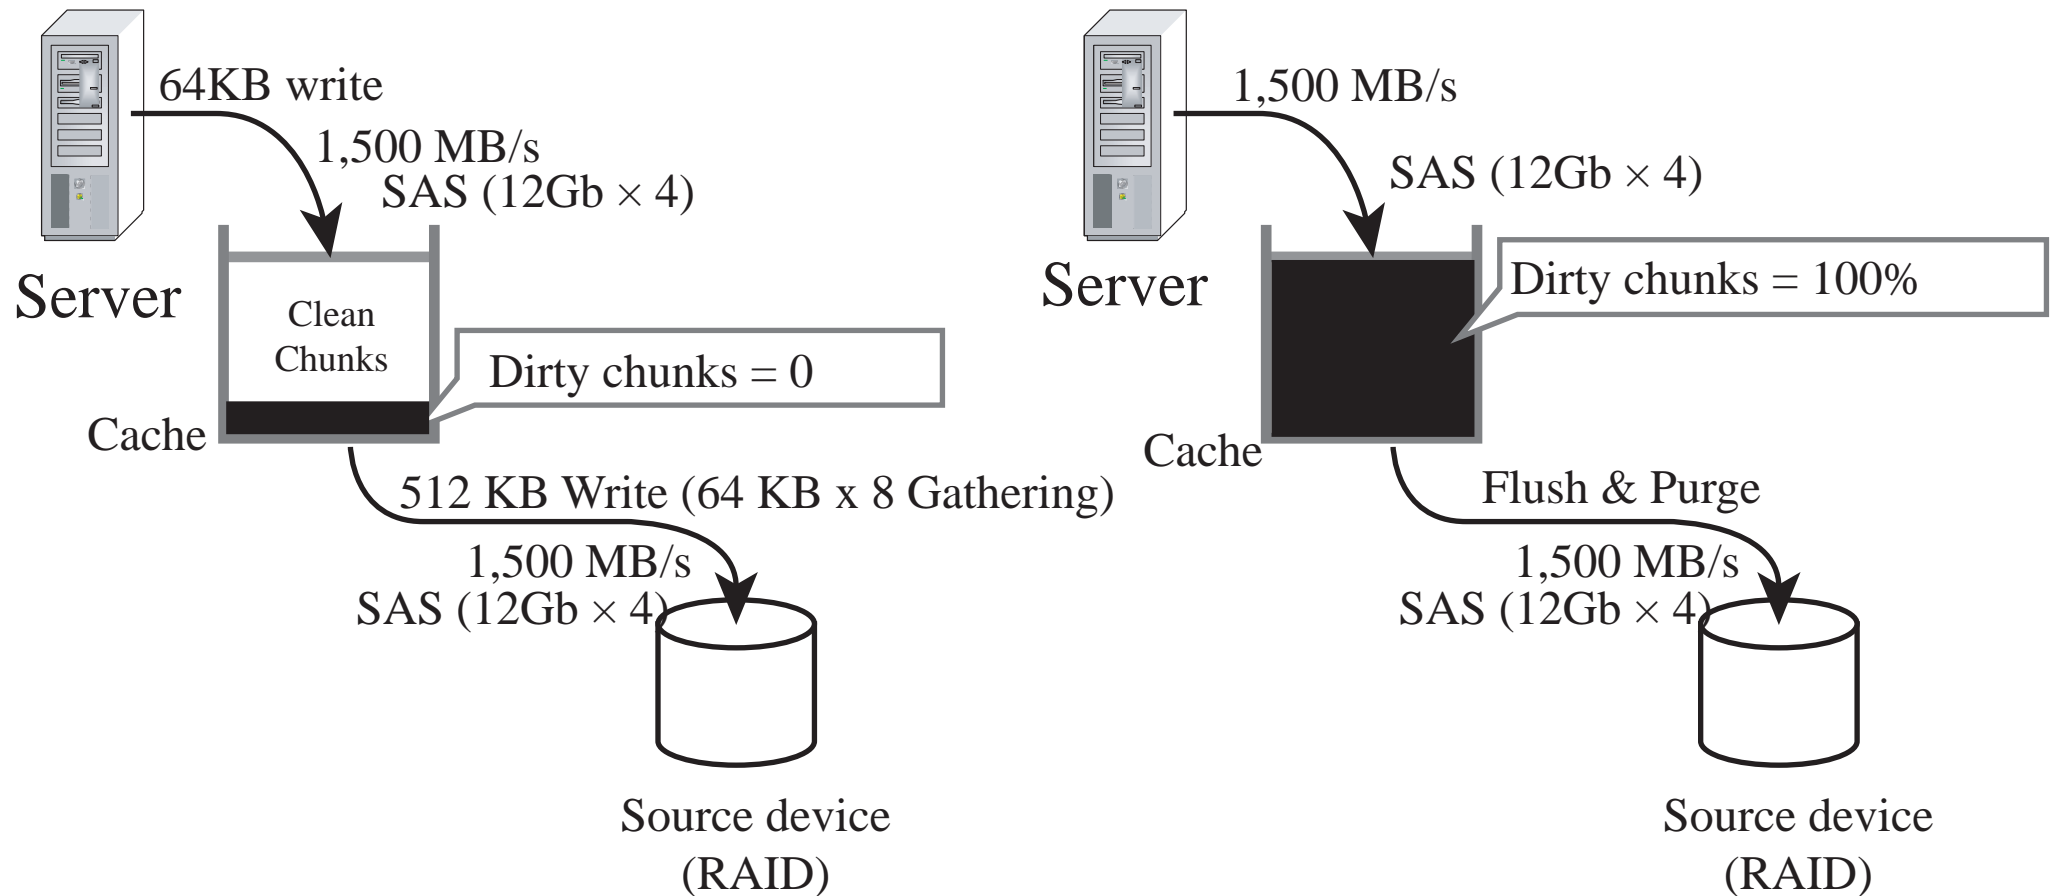 64KB write
1,500 MB/s
SAS (12Gb × 4)
Server
Clean
Chunks
Dirty chunks = 0
Cache
512 KB Write (64 KB x 8 Gathering)
1,500 MB/s
SAS (12Gb × 4)
Source device
(RAID)
1,500 MB/s
SAS (12Gb × 4)
Server
Dirty chunks = 100%
Cache
Flush & Purge
1,500 MB/s
SAS (12Gb × 4)
Source device
(RAID)